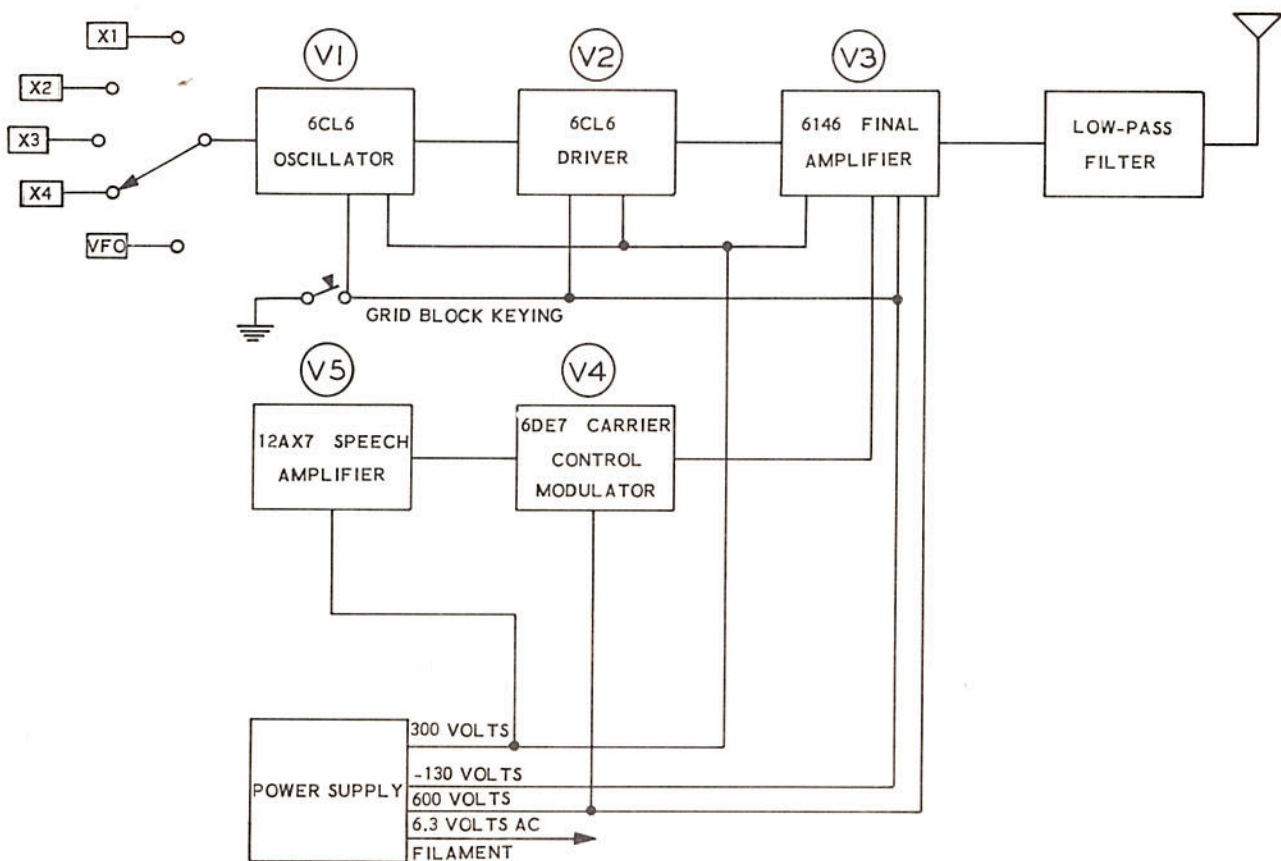 X1
X2
X3
X4
VFO
V1
6CL6
OSCILLATOR
V2
6CL6
DRIVER
V3
6146 FINAL
AMPLIFIER
LOW-PASS
FILTER
GRID BLOCK KEYING
V5
12AX7 SPEECH
AMPLIFIER
V4
6DE7 CARRIER
CONTROL
MODULATOR
POWER SUPPLY
300 VOLTS
-130 VOLTS
600 VOLTS
6.3 VOLTS AC
FILAMENT